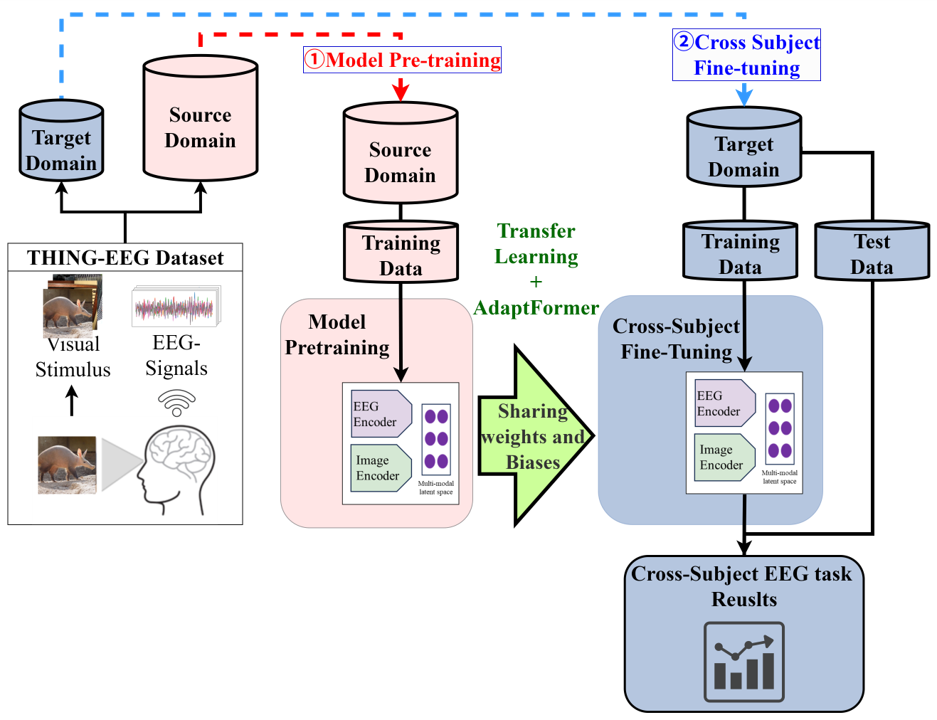 ①Model Pre-training
②Cross Subject
Fine-tuning
Target
Domain
Source
Domain
THING-EEG Dataset
Visual
Stimulus
EEG-
Signals
Source
Domain
Training
Data
Model
Pretraining
EEG
Encoder
Image
Encoder
Multi-modal
latent space
Transfer
Learning
+
AdaptFormer
Sharing
weights and
Biases
Target
Domain
Training
Data
Test
Data
Cross-Subject
Fine-Tuning
EEG
Encoder
Image
Encoder
Multi-modal
latent space
Cross-Subject EEG task
Reuslts